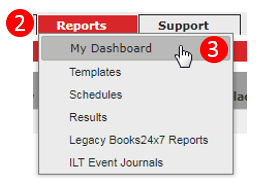 2 Reports Support
My Dashboard 3
Templates
Schedules
Results
Legacy Books24x7 Reports
ILT Event Journals